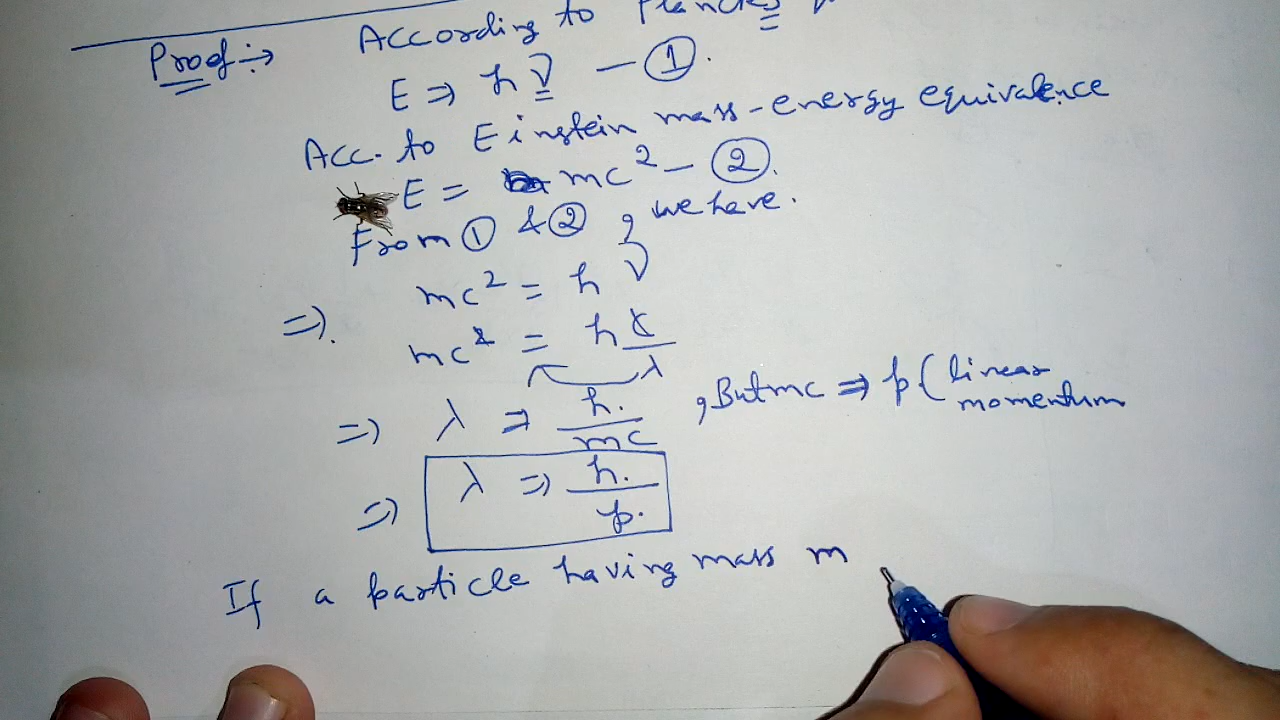 Proof :→ According to Planck's
E ⇒ hν — ①.
Acc. to Einstein mass-energy equivalence
E = mc² — ②.
From ① & ②, we have.
⇒). mc² = hν
mc² = h c/λ
⇒) λ ⇒ h./mc , But mc ⇒ p (linear momentum
⇒) λ ⇒) h./p.
If a particle having mass m